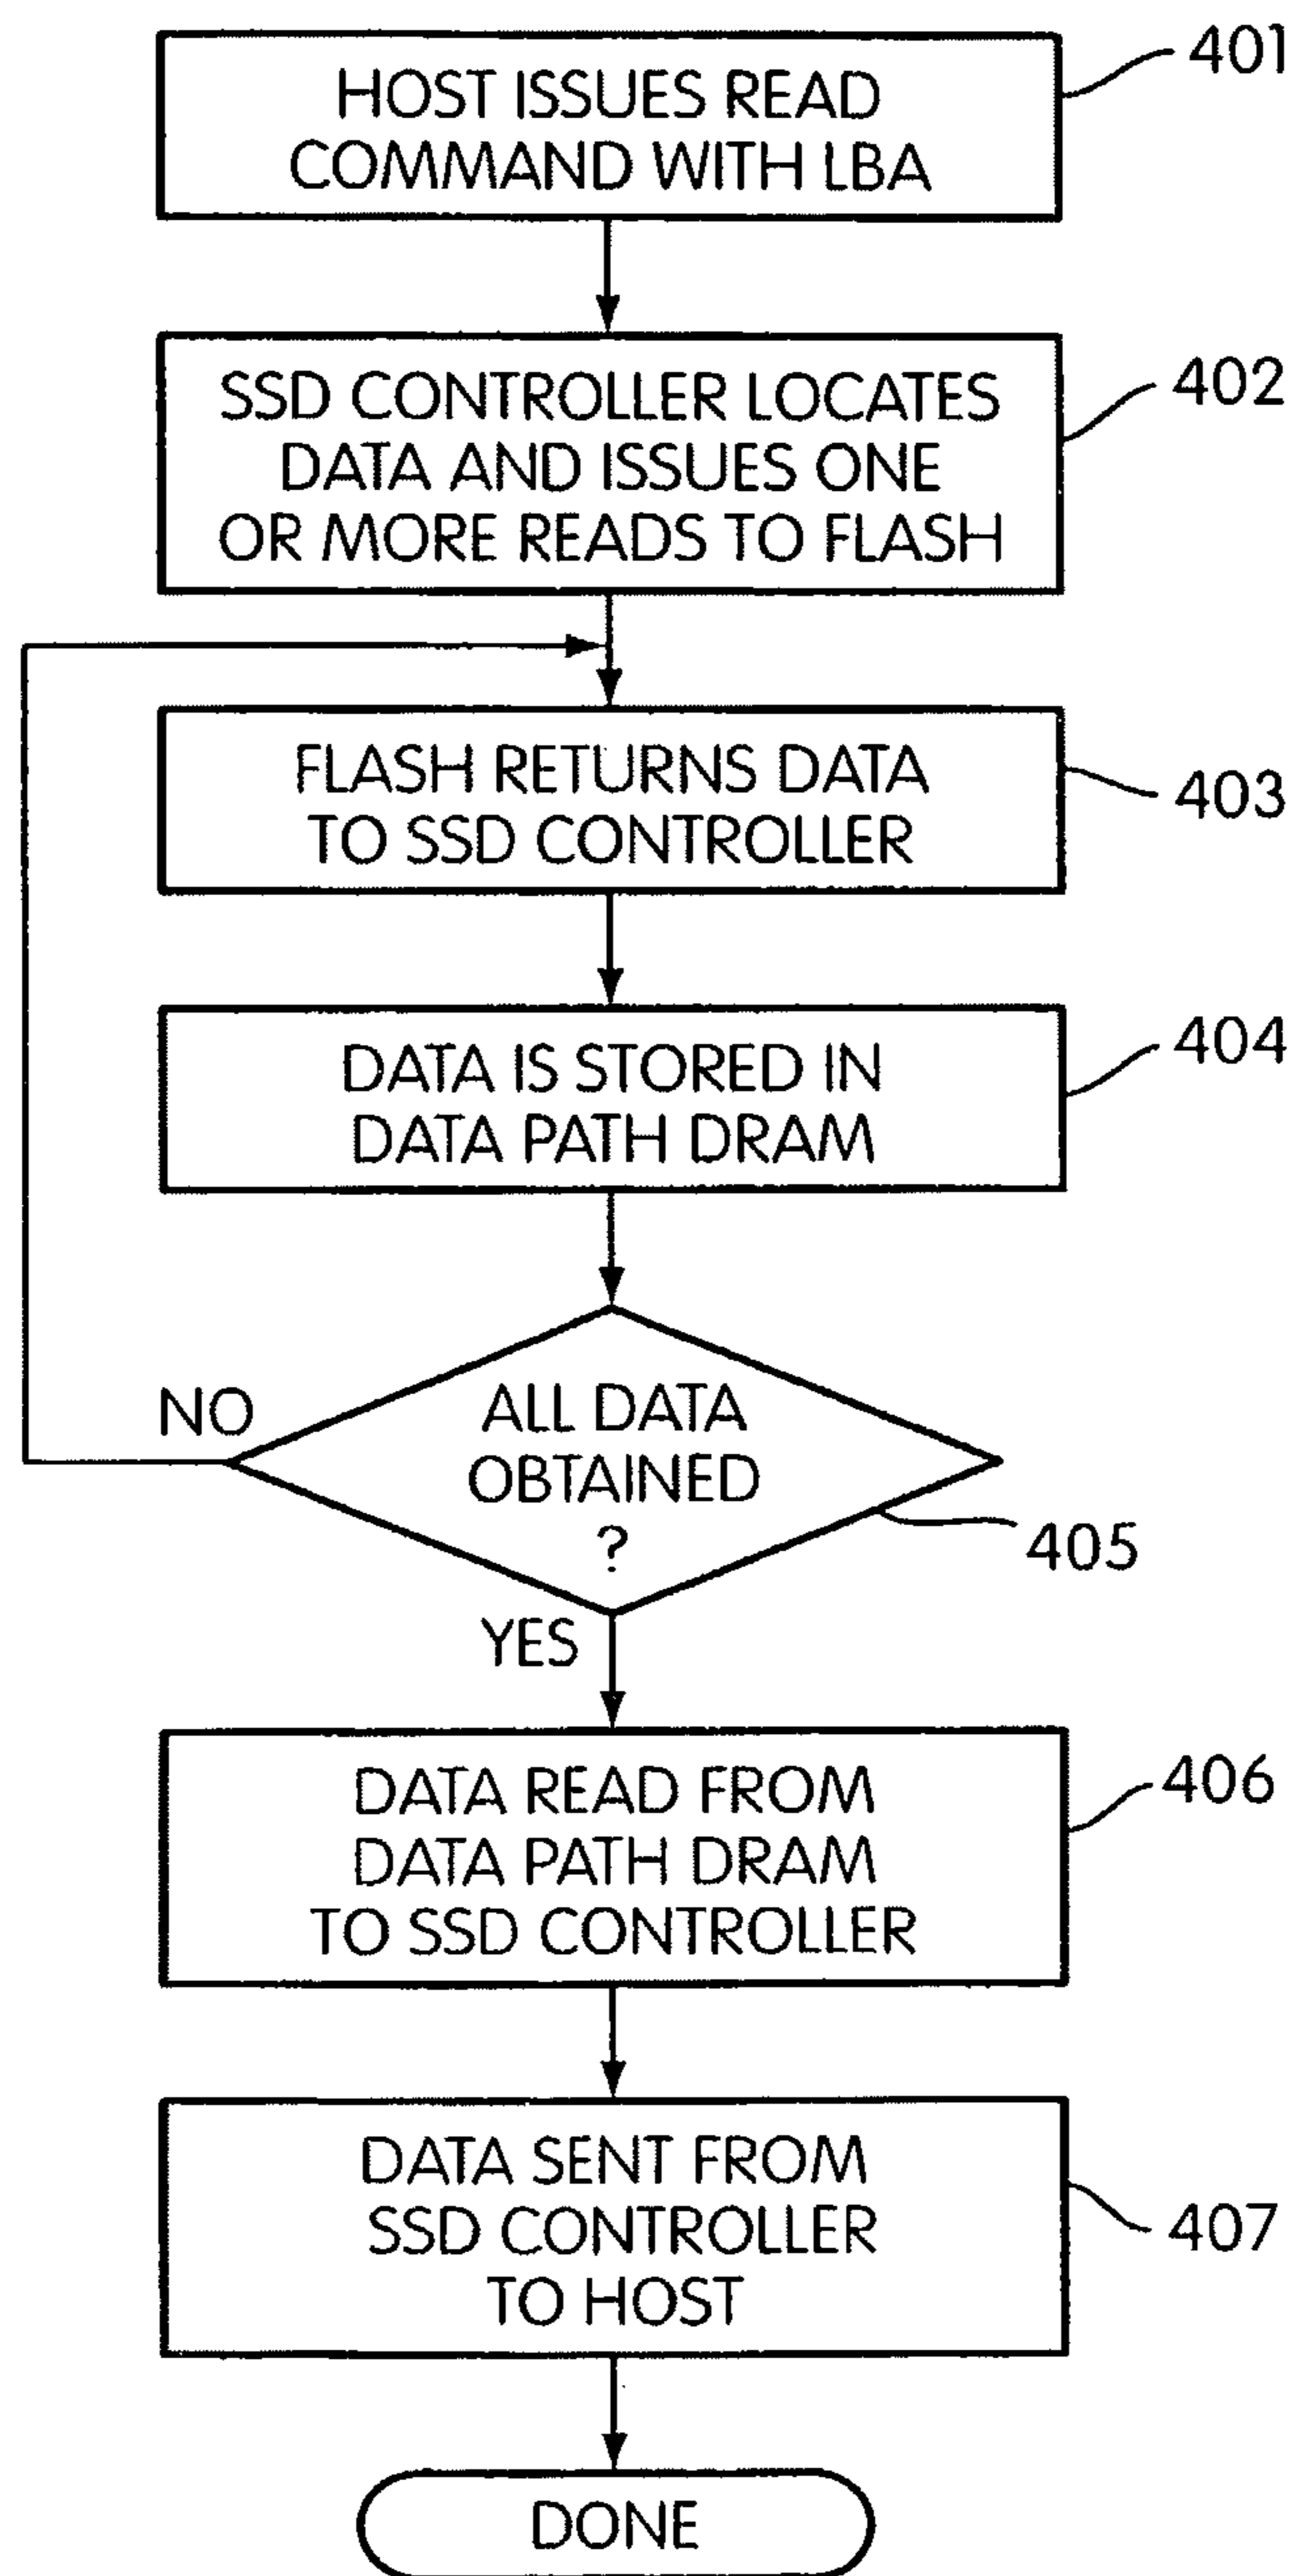 HOST ISSUES READ
COMMAND WITH LBA
401
SSD CONTROLLER LOCATES
DATA AND ISSUES ONE
OR MORE READS TO FLASH
402
FLASH RETURNS DATA
TO SSD CONTROLLER
403
DATA IS STORED IN
DATA PATH DRAM
404
NO
ALL DATA
OBTAINED
?
405
YES
DATA READ FROM
DATA PATH DRAM
TO SSD CONTROLLER
406
DATA SENT FROM
SSD CONTROLLER
TO HOST
407
DONE